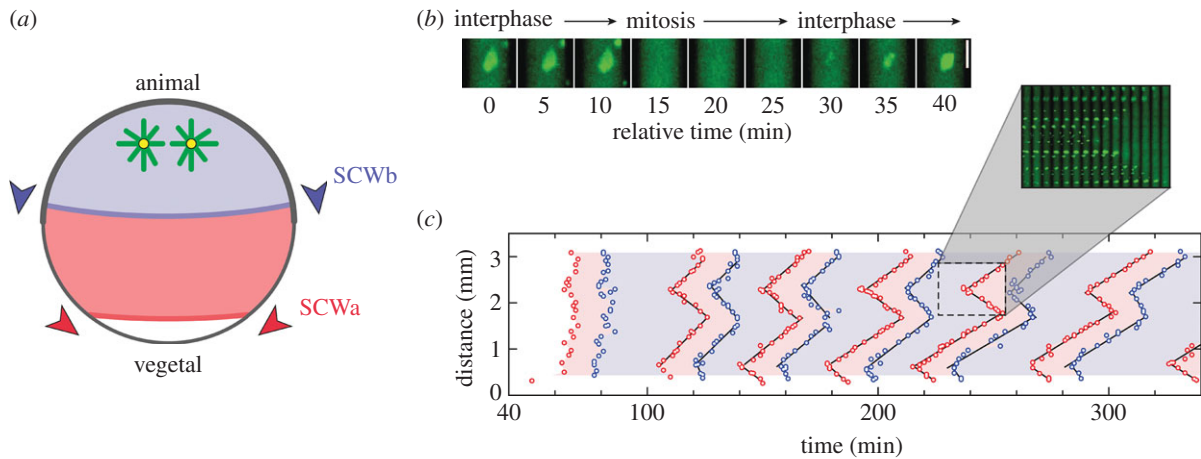 (a)
animal
SCWb
SCWa
vegetal
(b)
interphase mitosis interphase
0 5 10 15 20 25 30 35 40
relative time (min)
(c)
distance (mm)
3
2
1
0
40 100 200 300
time (min)